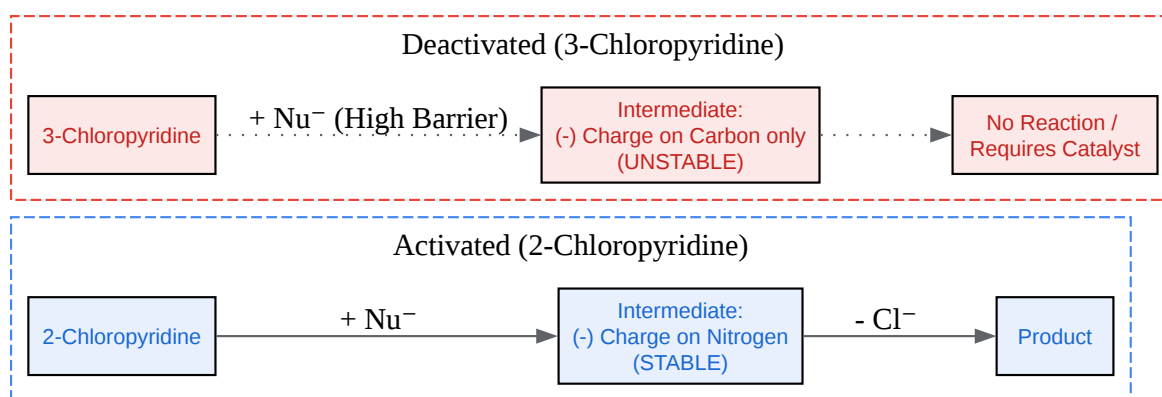 Deactivated (3-Chloropyridine)
3-Chloropyridine
+ Nu⁻ (High Barrier)
Intermediate:
(-) Charge on Carbon only
(UNSTABLE)
No Reaction /
Requires Catalyst
Activated (2-Chloropyridine)
2-Chloropyridine
+ Nu⁻
Intermediate:
(-) Charge on Nitrogen
(STABLE)
- Cl⁻
Product